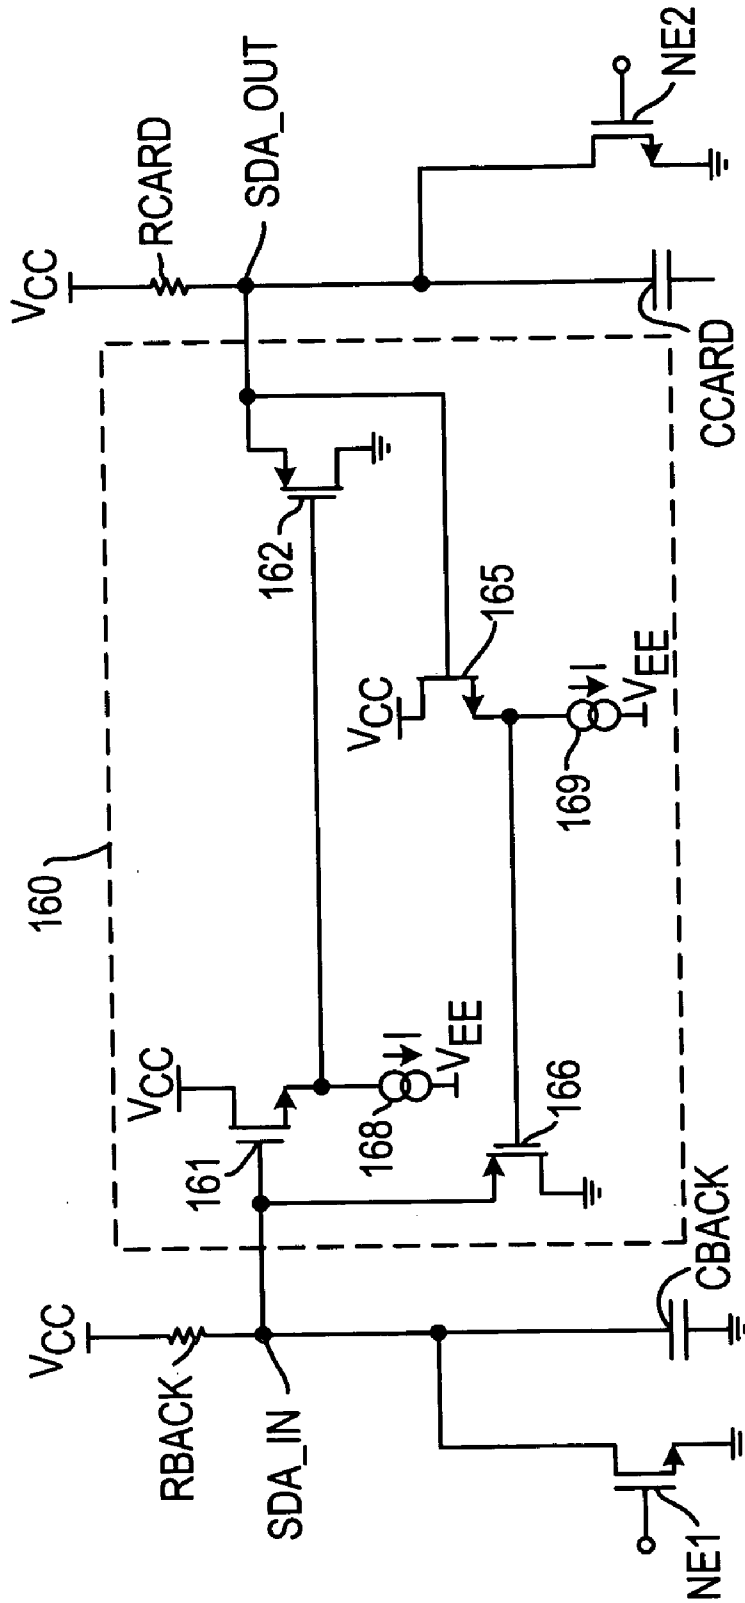 VCC
RCARD
SDA_OUT
NE2
CCARD
160
162
VCC
165
I
169
VEE
VCC
161
I
168
VEE
166
VCC
RBACK
SDA_IN
CBACK
NE1